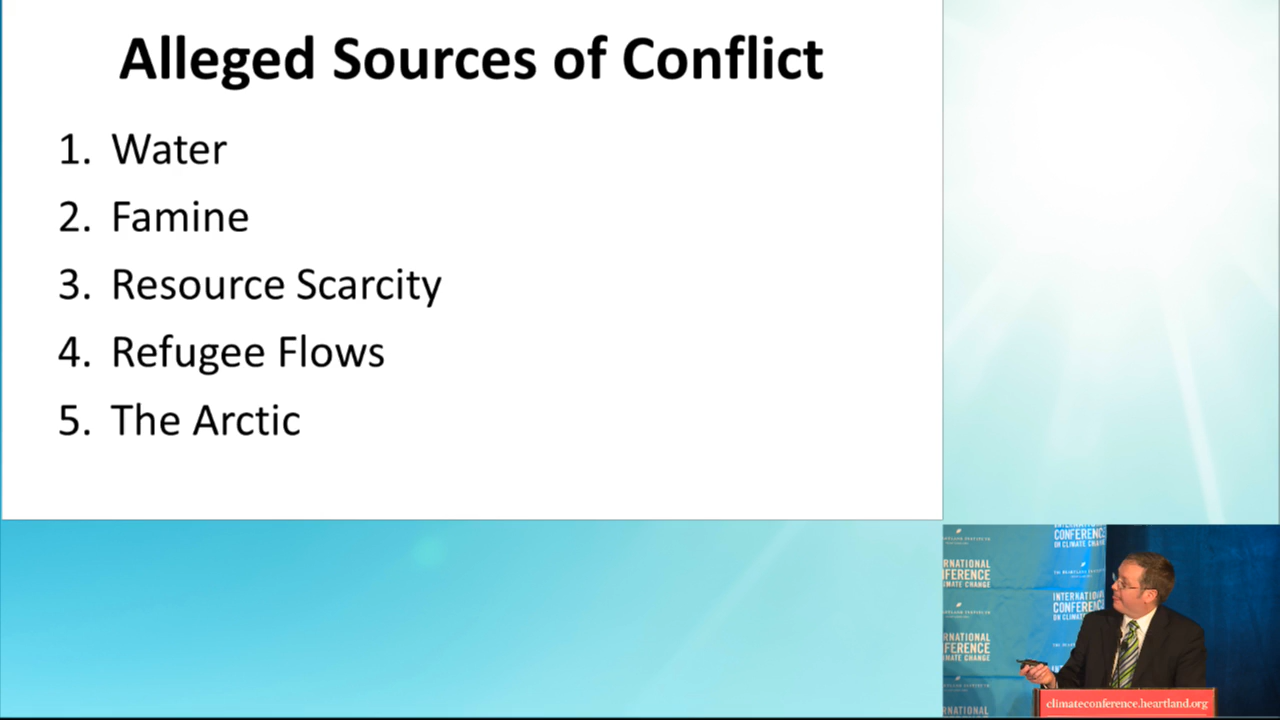 Alleged Sources of Conflict
1. Water
2. Famine
3. Resource Scarcity
4. Refugee Flows
5. The Arctic
CONFERENCE
ON CLIMATE CHANGE
INTERNATIONAL
CONFERENCE
climateconference.heartland.org